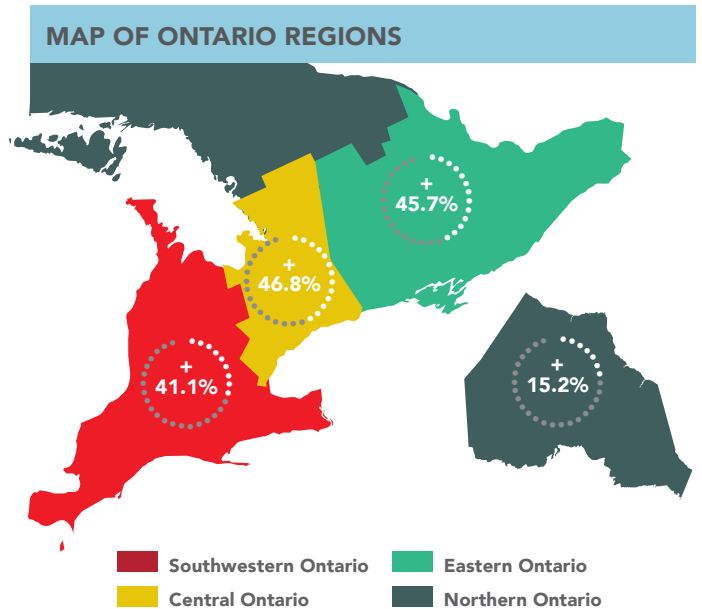 MAP OF ONTARIO REGIONS
+
45.7%
+
46.8%
+
41.1%
+
15.2%
Southwestern Ontario
Eastern Ontario
Central Ontario
Northern Ontario